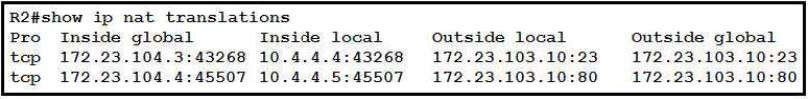 R2#show ip nat translations
Pro Inside global Inside local Outside local Outside global
tcp 172.23.104.3:43268 10.4.4.4:43268 172.23.103.10:23 172.23.103.10:23
tcp 172.23.104.4:45507 10.4.4.5:45507 172.23.103.10:80 172.23.103.10:80